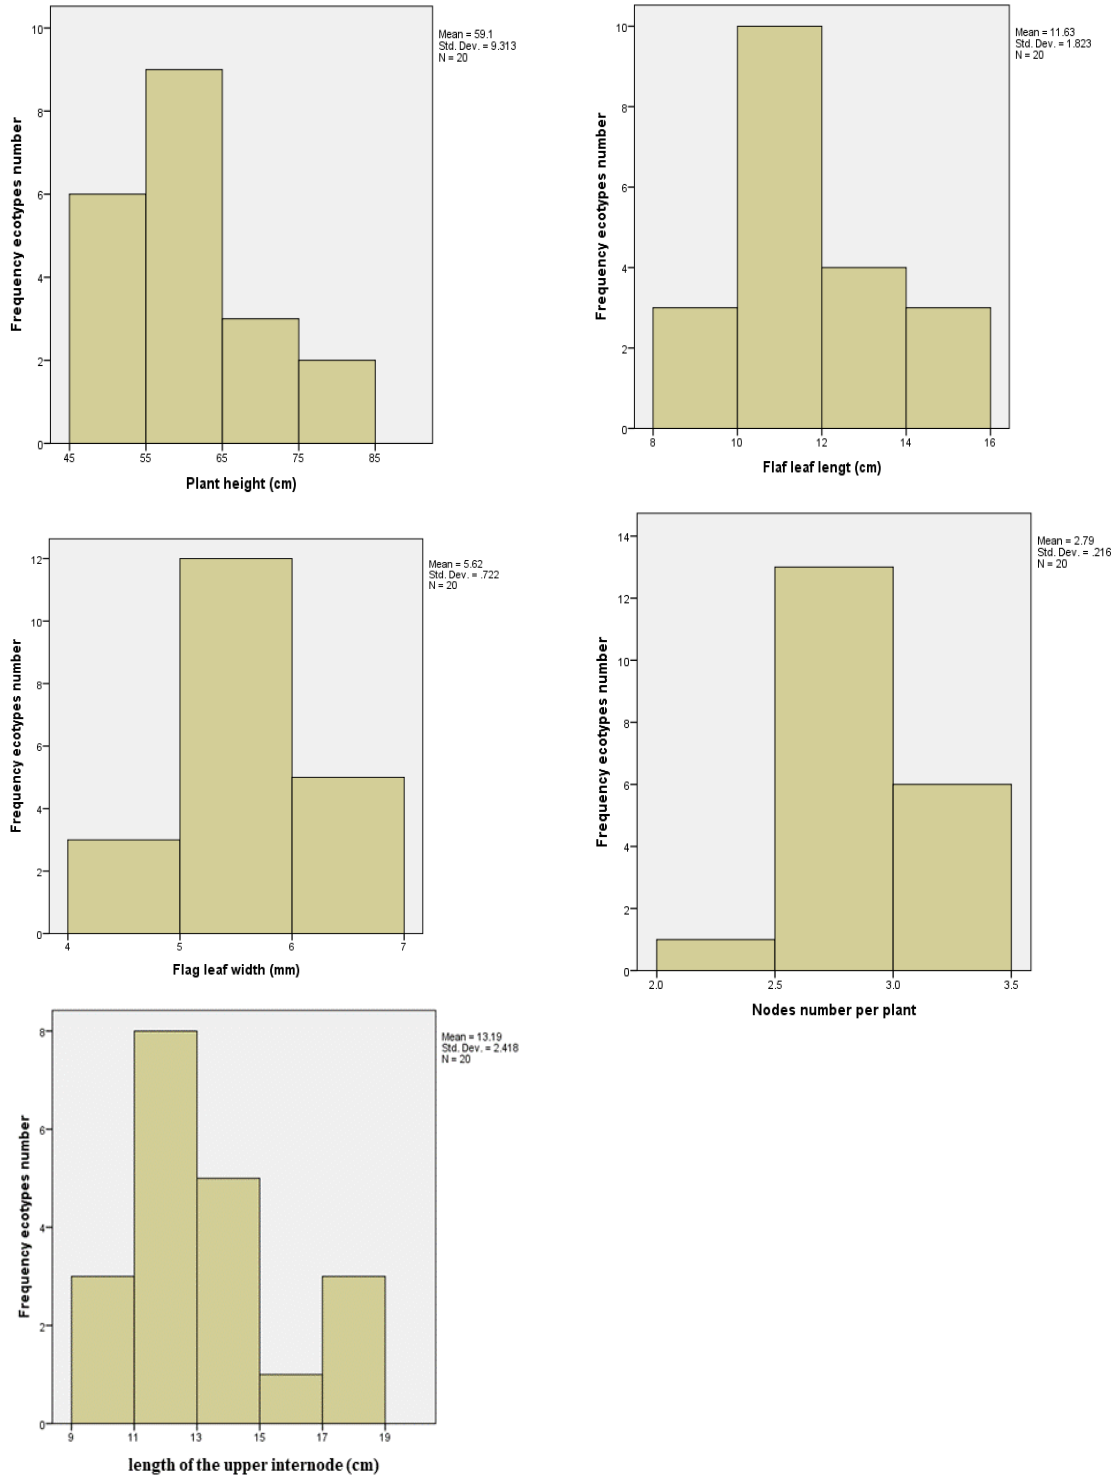 Mean = 59.1
Std. Dev. = 9.313
N = 20
Frequency ecotypes number
10
8
6
4
2
0
45 55 65 75 85
Plant height (cm)
Mean = 11.63
Std. Dev. = 1.823
N = 20
Frequency ecotypes number
10
8
6
4
2
0
8 10 12 14 16
Flaf leaf lengt (cm)
Mean = 5.62
Std. Dev. = .722
N = 20
Frequency ecotypes number
12
10
8
6
4
2
0
4 5 6 7
Flag leaf width (mm)
Mean = 2.79
Std. Dev. = .216
N = 20
Frequency ecotypes number
14
12
10
8
6
4
2
0
2.0 2.5 3.0 3.5
Nodes number per plant
Mean = 13.19
Std. Dev. = 2.418
N = 20
Frequency ecotypes number
8
6
4
2
0
9 11 13 15 17 19
length of the upper internode (cm)